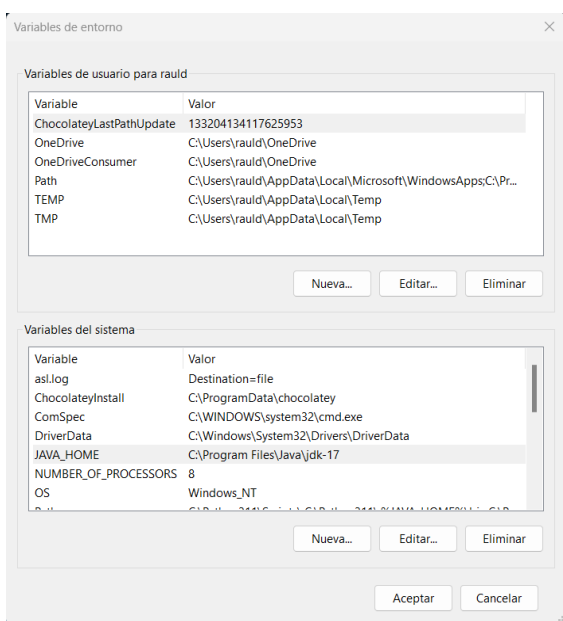 Variables de entorno
Variables de usuario para rauld
Variable Valor
ChocolateyLastPathUpdate 133204134117625953
OneDrive C:\Users\rauld\OneDrive
OneDriveConsumer C:\Users\rauld\OneDrive
Path C:\Users\rauld\AppData\Local\Microsoft\WindowsApps;C:\Pr...
TEMP C:\Users\rauld\AppData\Local\Temp
TMP C:\Users\rauld\AppData\Local\Temp
Nueva... Editar... Eliminar
Variables del sistema
Variable Valor
asl.log Destination=file
ChocolateyInstall C:\ProgramData\chocolatey
ComSpec C:\WINDOWS\system32\cmd.exe
DriverData C:\Windows\System32\Drivers\DriverData
JAVA_HOME C:\Program Files\Java\jdk-17
NUMBER_OF_PROCESSORS 8
OS Windows_NT
Nueva... Editar... Eliminar
Aceptar Cancelar